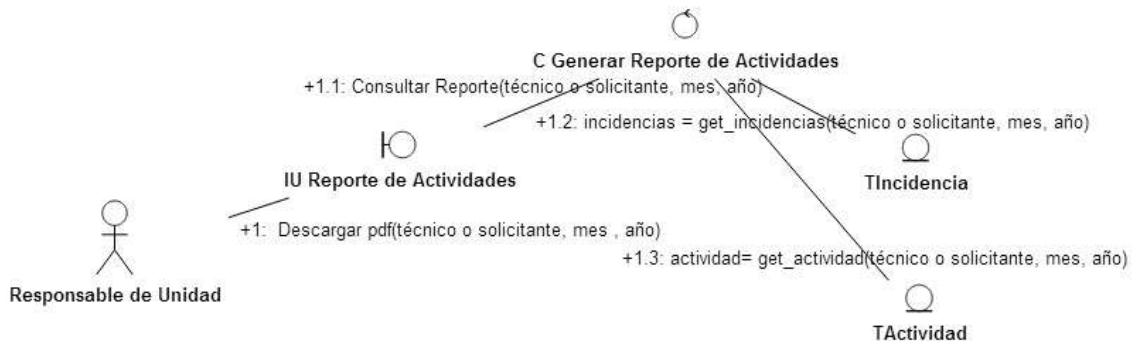 C Generar Reporte de Actividades
+1.1: Consultar Reporte(técnico o solicitante, mes, año)
+1.2: incidencias = get_incidencias(técnico o solicitante, mes, año)
IU Reporte de Actividades
TIncidencia
+1:  Descargar pdf(técnico o solicitante, mes , año)
+1.3: actividad= get_actividad(técnico o solicitante, mes, año)
Responsable de Unidad
TActividad